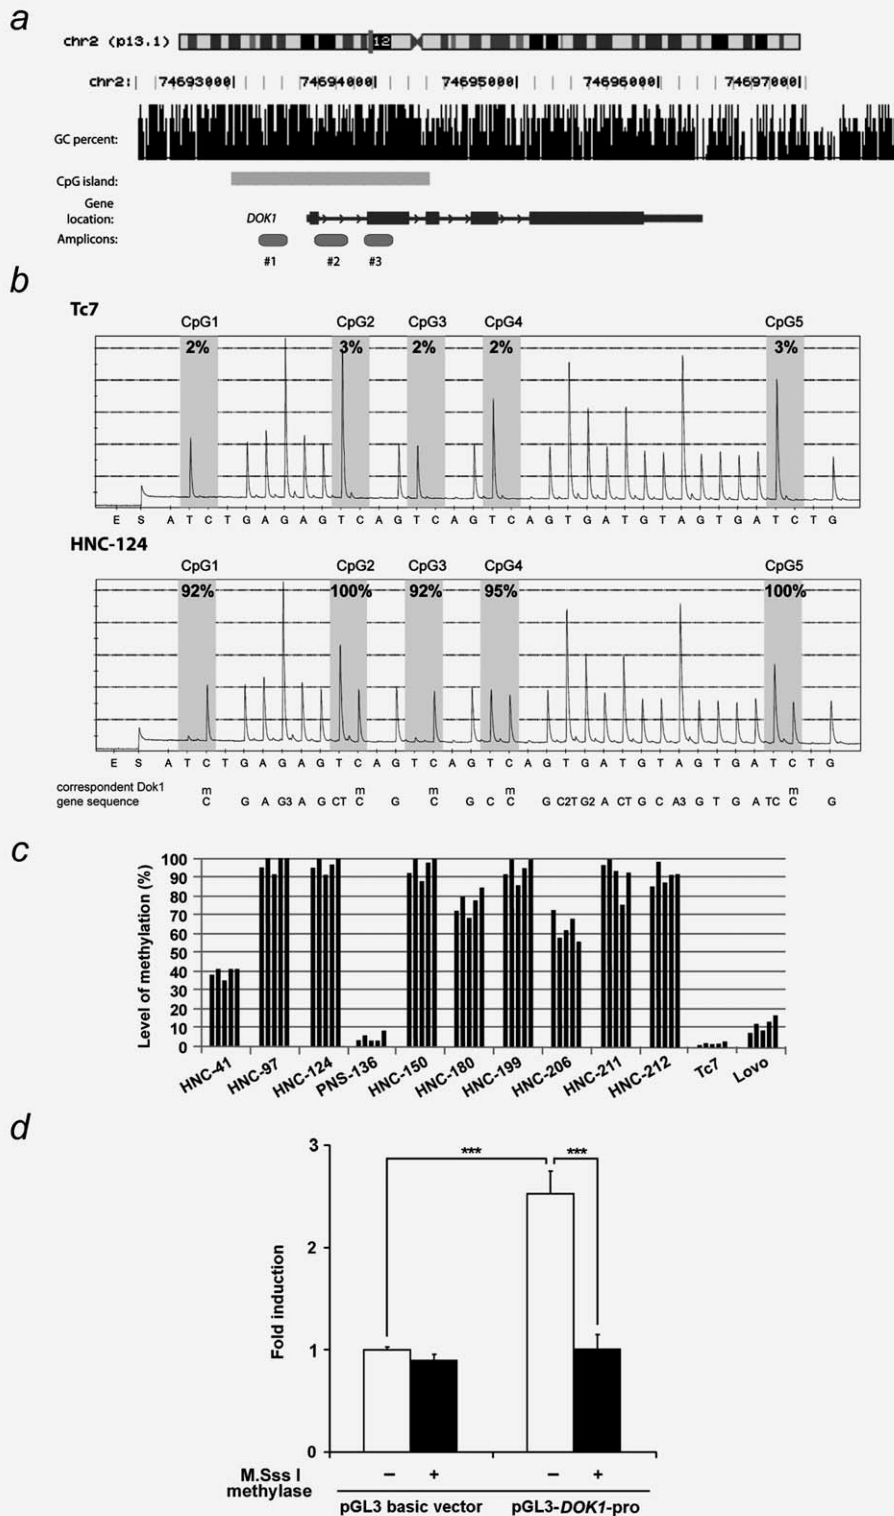 a
chr2 (p13.1) 12
chr2: 74693000 74694000 74695000 74696000 74697000
GC percent:
CpG island:
Gene
location: DOK1
Amplicons:
#1 #2 #3
b
Tc7
CpG1 CpG2 CpG3 CpG4 CpG5
2% 3% 2% 2% 3%
E S A T C T G A G A G T C A G T C A G T C A G T G A T G T A G T G A T C T G
HNC-124
CpG1 CpG2 CpG3 CpG4 CpG5
92% 100% 92% 95% 100%
E S A T C T G A G A G T C A G T C A G T C A G T G A T G T A G T G A T C T G
correspondent Dok1
gene sequence
m m m m m
C G A G3 A G CT C G C G C C G C2T G2 A CT G C A3 G T G A TC C G
c
Level of methylation (%)
100
90
80
70
60
50
40
30
20
10
0
HNC-41 HNC-97 HNC-124 PNS-136 HNC-150 HNC-180 HNC-199 HNC-206 HNC-211 HNC-212 Tc7 Lovo
d
Fold induction
3
2
1
0
*** ***
M.Sss I
methylase
− + − +
pGL3 basic vector pGL3-DOK1-pro